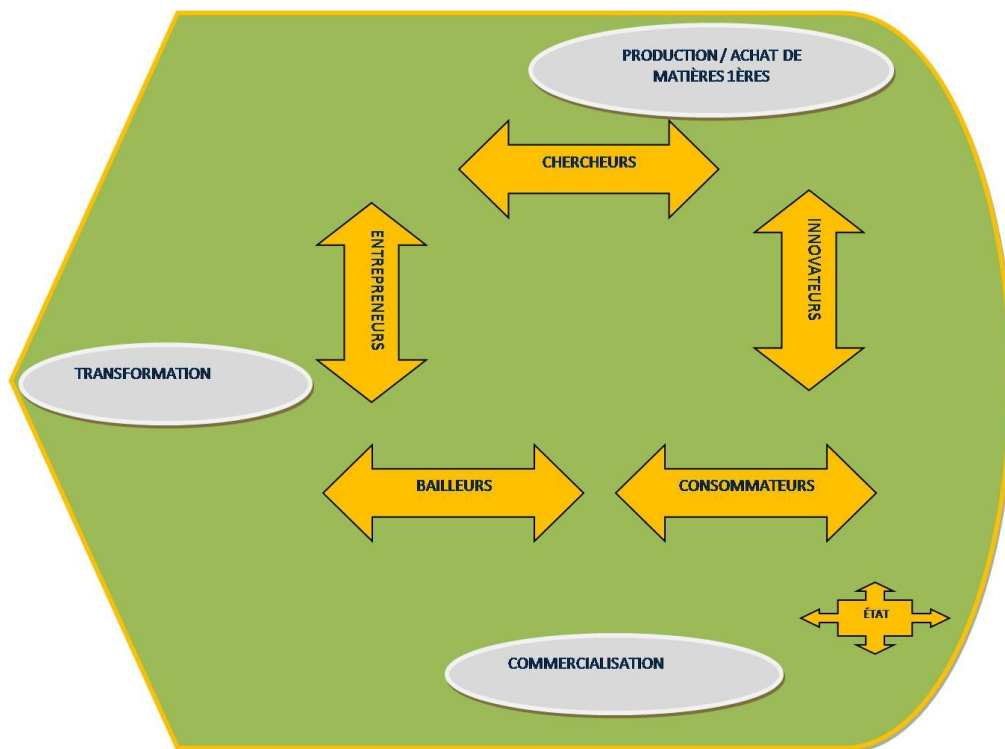 PRODUCTION / ACHAT DE
MATIÈRES 1ÈRES
CHERCHEURS
ENTREPRENEURS
INNOVATEURS
TRANSFORMATION
BAILLEURS
CONSOMMATEURS
ÉTAT
COMMERCIALISATION